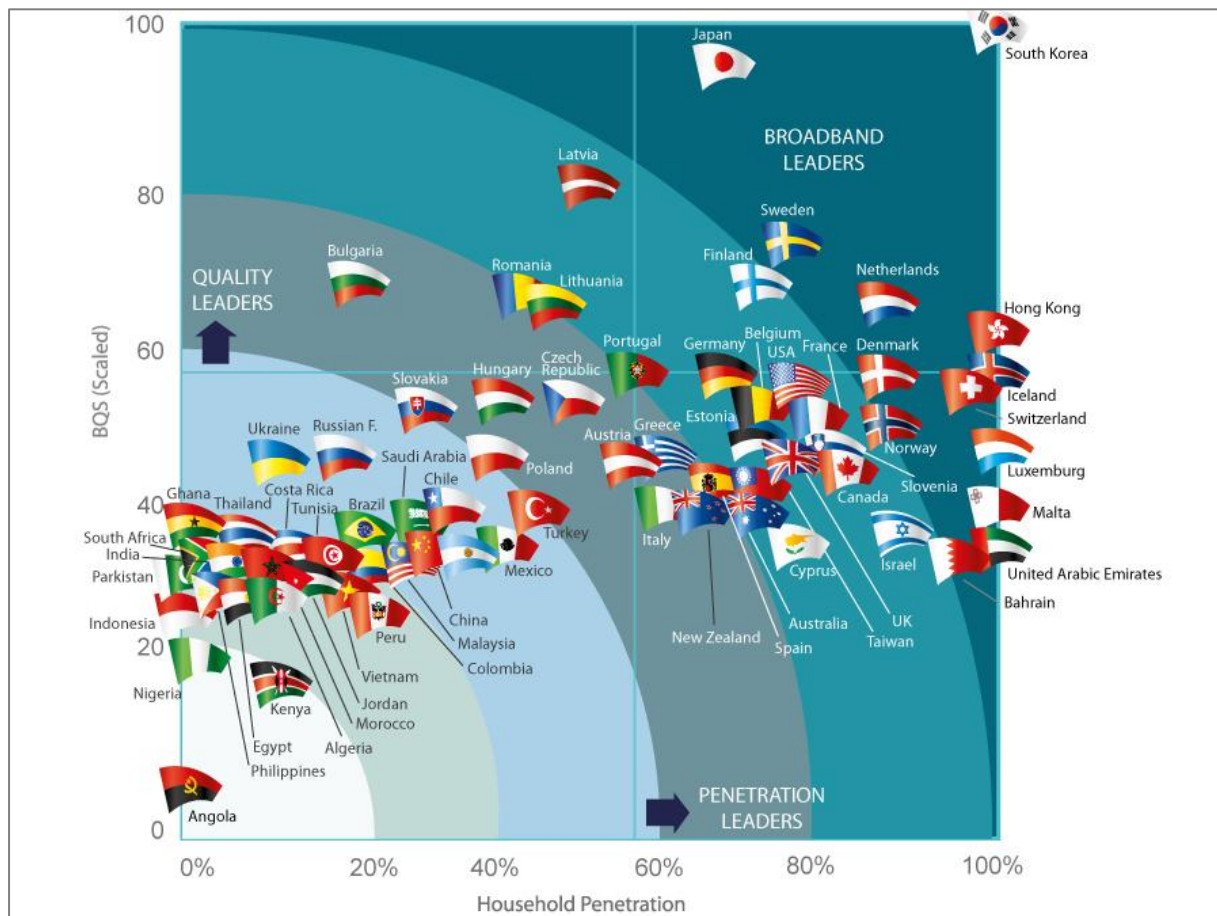 100
Japan
South Korea
BROADBAND
LEADERS
Latvia
80
Sweden
Bulgaria
Finland
Romania
Netherlands
QUALITY
LEADERS
Lithuania
Hong Kong
Belgium
Portugal
Germany
USA
France
Denmark
60
Czech
Republic
Hungary
Slovakia
Iceland
Switzerland
BQS (Scaled)
Estonia
Ukraine
Russian F.
Austria
Greece
Norway
Saudi Arabia
Slovenia
Chile
Poland
Luxemburg
Canada
Costa Rica
40
Ghana
Thailand
Tunisia
Brazil
Malta
Turkey
South Africa
India
Italy
Israel
Mexico
Cyprus
Parkistan
United Arabic Emirates
Bahrain
Indonesia
China
UK
Australia
Peru
New Zealand
Taiwan
20
Malaysia
Spain
Colombia
Vietnam
Nigeria
Jordan
Kenya
Morocco
Egypt
Algeria
Philippines
PENETRATION
LEADERS
Angola
0
0%
20%
40%
60%
80%
100%
Household Penetration